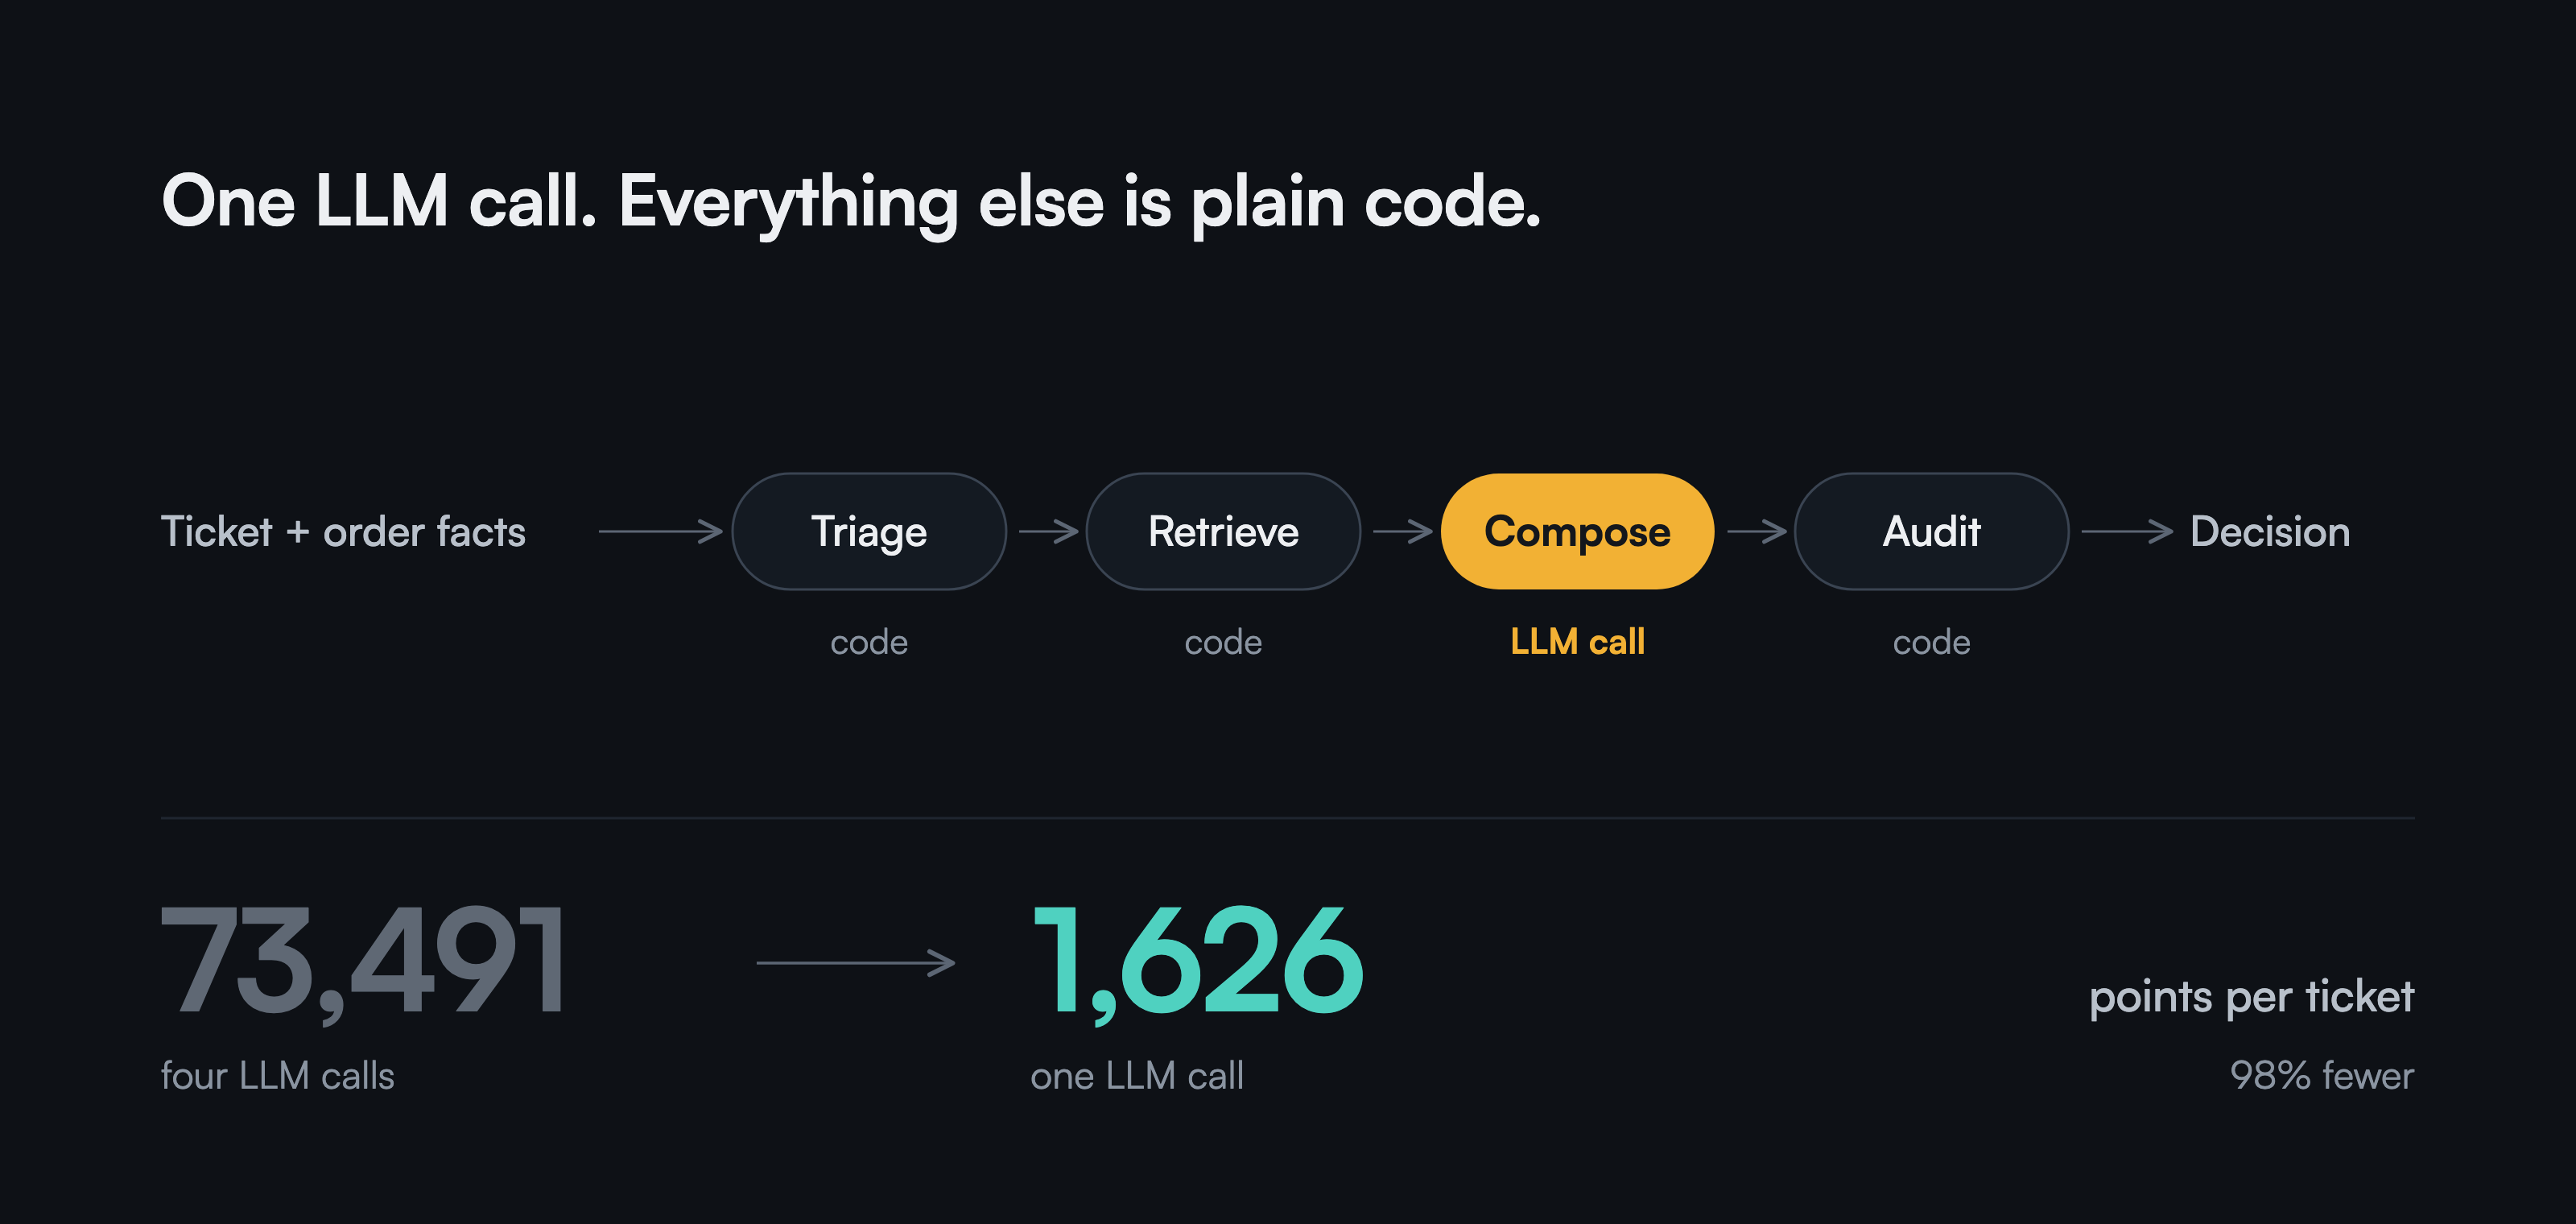 One LLM call. Everything else is plain code.
Ticket + order facts
Triage
Retrieve
Compose
Audit
Decision
code
code
LLM call
code
73,491
1,626
points per ticket
four LLM calls
one LLM call
98% fewer